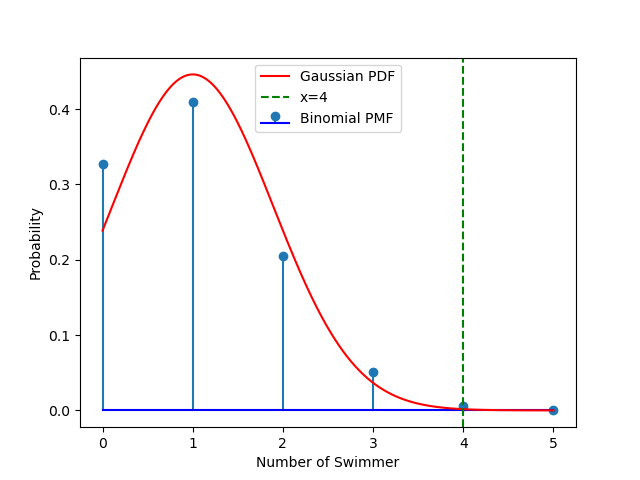 Gaussian PDF
x=4
Binomial PMF
0.4
0.3
0.2
0.1
0.0
Probability
0 1 2 3 4 5
Number of Swimmer